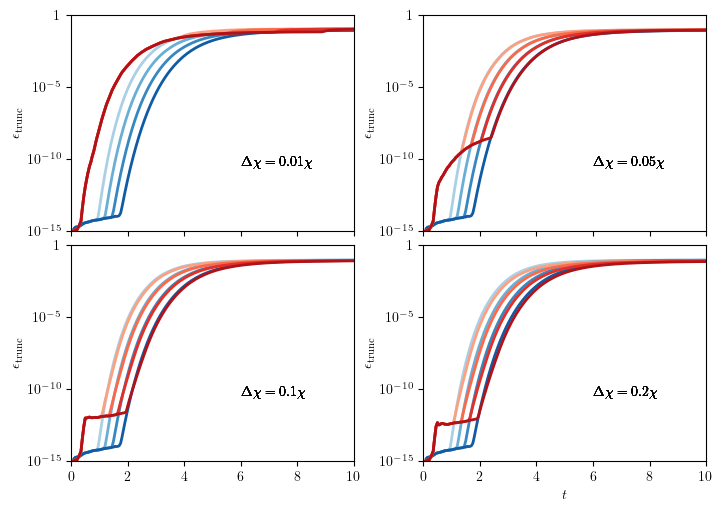 1
10⁻⁵
10⁻¹⁰
10⁻¹⁵
ϵ_trunc
Δχ = 0.01χ
ϵ_trunc
Δχ = 0.05χ
1
10⁻⁵
10⁻¹⁰
10⁻¹⁵
1
10⁻⁵
10⁻¹⁰
10⁻¹⁵
0 2 4 6 8 10
ϵ_trunc
Δχ = 0.1χ
1
10⁻⁵
10⁻¹⁰
10⁻¹⁵
0 2 4 6 8 10
ϵ_trunc
Δχ = 0.2χ
t